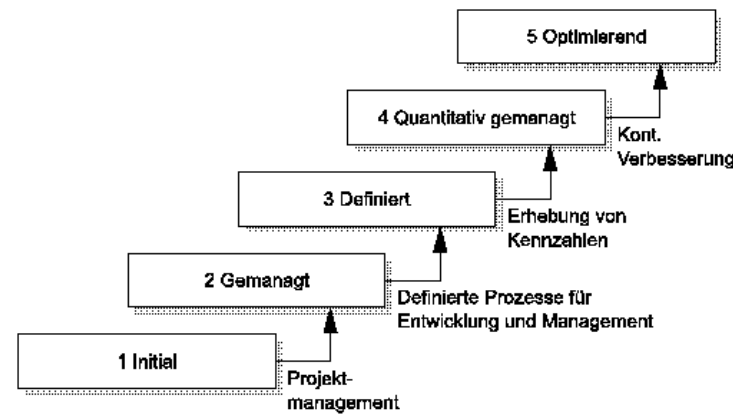 5 Optimierend
4 Quantitativ gemanagt
Kont.
Verbesserung
3 Definiert
Erhebung von
Kennzahlen
2 Gemanagt
Definierte Prozesse für
Entwicklung und Management
1 Initial
Projekt-
management